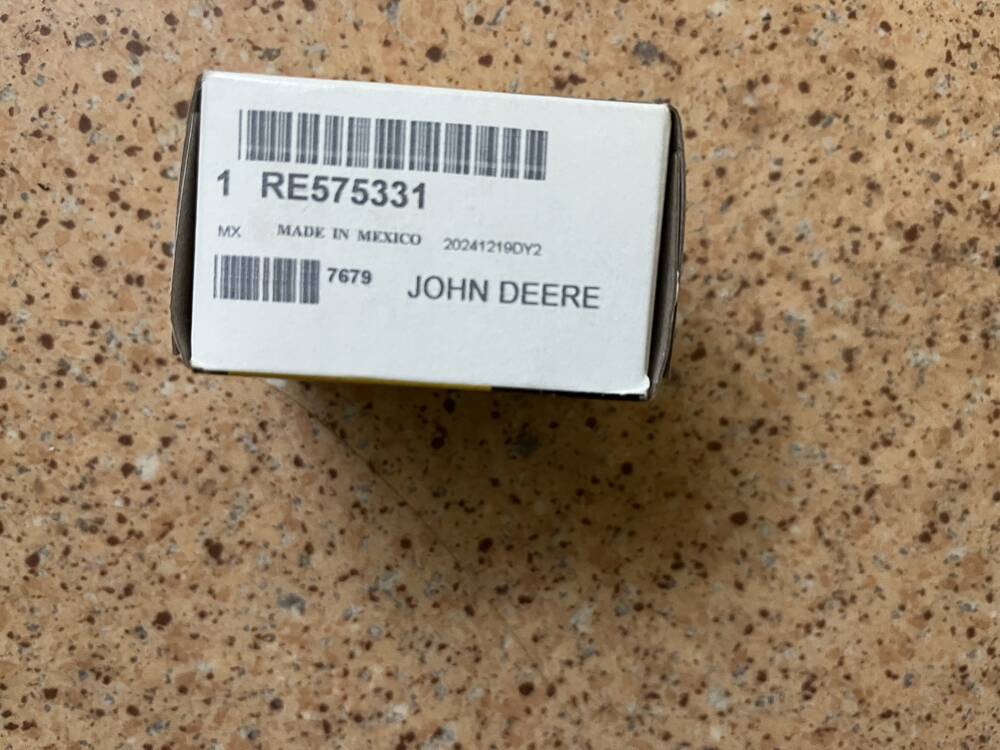 1 RE575331
MX MADE IN MEXICO 20241219DY2
7679 JOHN DEERE